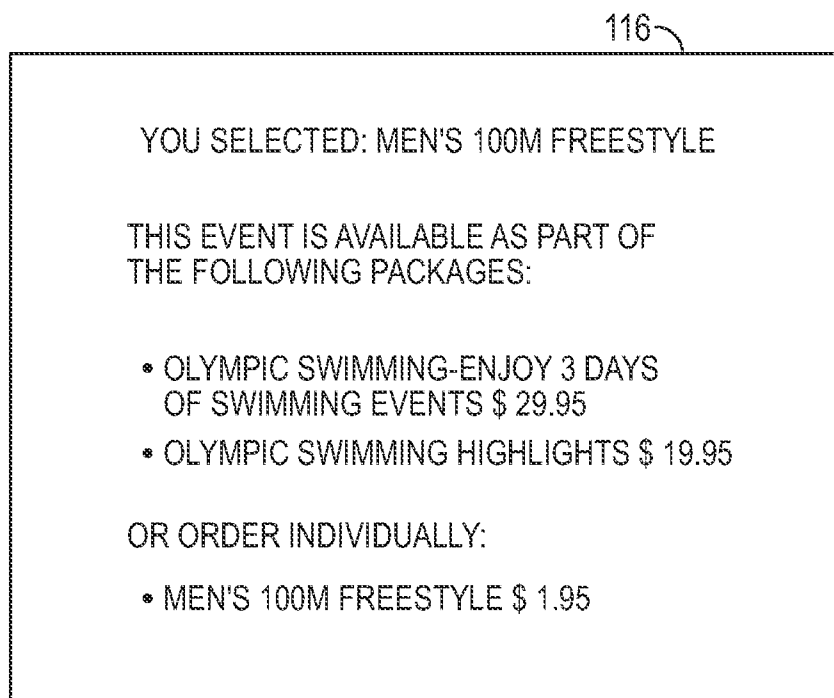 116
YOU SELECTED: MEN'S 100M FREESTYLE
THIS EVENT IS AVAILABLE AS PART OF
THE FOLLOWING PACKAGES:
• OLYMPIC SWIMMING-ENJOY 3 DAYS
OF SWIMMING EVENTS $ 29.95
• OLYMPIC SWIMMING HIGHLIGHTS $ 19.95
OR ORDER INDIVIDUALLY:
• MEN'S 100M FREESTYLE $ 1.95